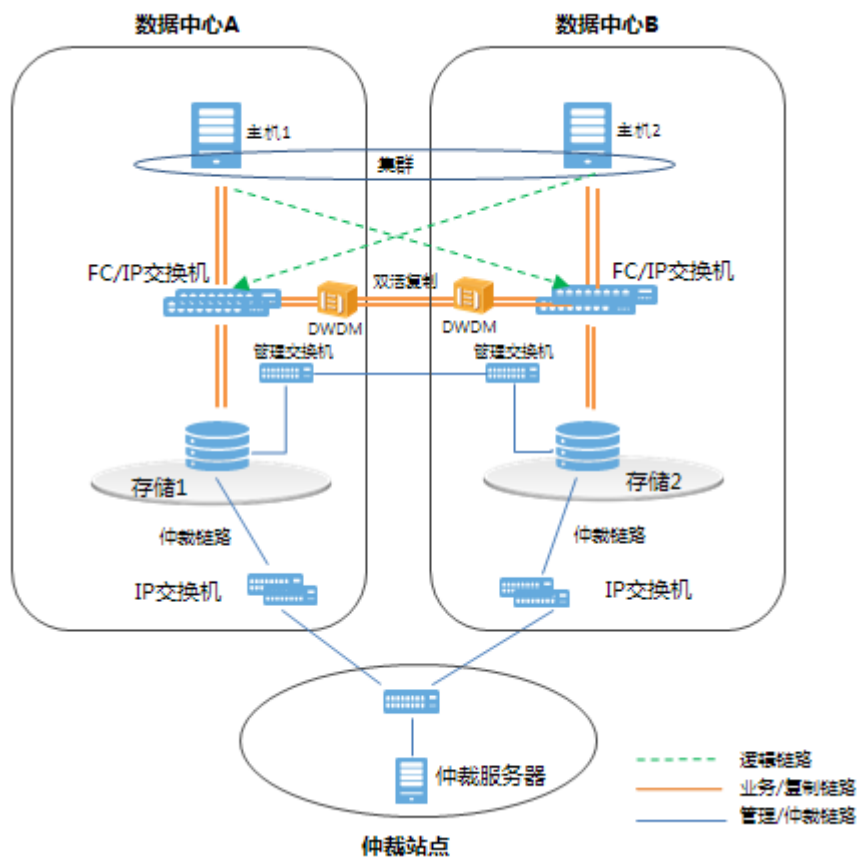 数据中心A
数据中心B
主机1
主机2
集群
FC/IP交换机
双活复制
FC/IP交换机
DWDM
DWDM
管理交换机
管理交换机
存储1
存储2
仲裁链路
仲裁链路
IP交换机
IP交换机
仲裁服务器
逻辑链路
业务/复制链路
管理/仲裁链路
仲裁站点